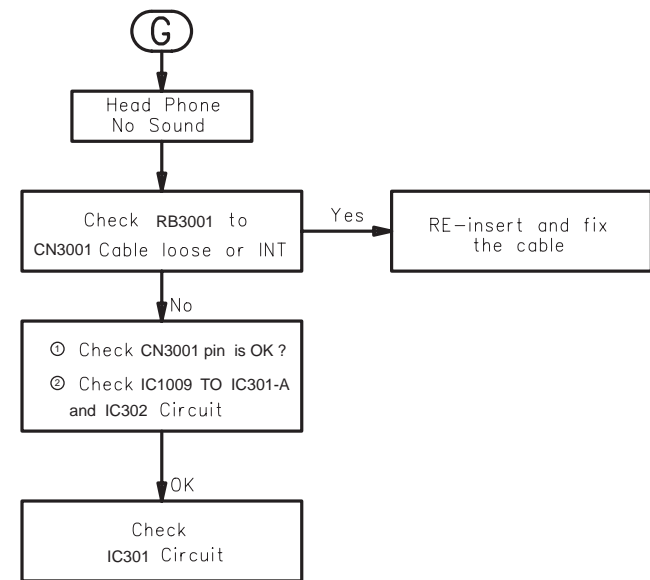 G
Head Phone
No Sound
Check RB3001 to
CN3001 Cable loose or INT
Yes
RE-insert and fix
the cable
No
① Check CN3001 pin is OK ?
② Check IC1009 TO IC301-A
and IC302 Circuit
OK
Check
IC301 Circuit